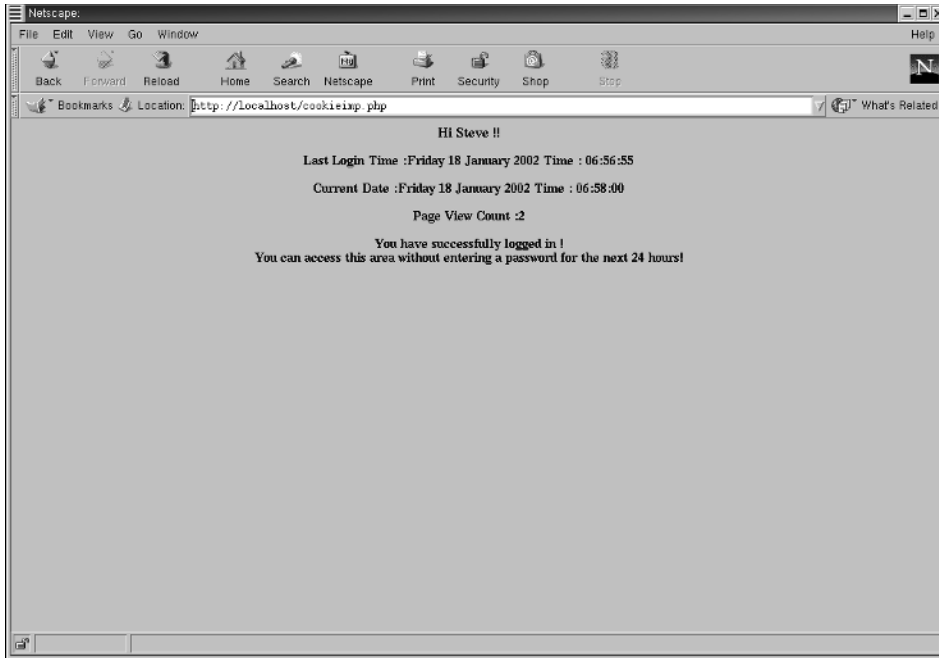 Netscape:
File Edit View Go Window Help
Back Forward Reload Home Search Netscape Print Security Shop Stop
N
Bookmarks Location: http://localhost/cookieimp.php What's Related
Hi Steve !!
Last Login Time :Friday 18 January 2002 Time : 06:56:55
Current Date :Friday 18 January 2002 Time : 06:58:00
Page View Count :2
You have successfully logged in !
You can access this area without entering a password for the next 24 hours!